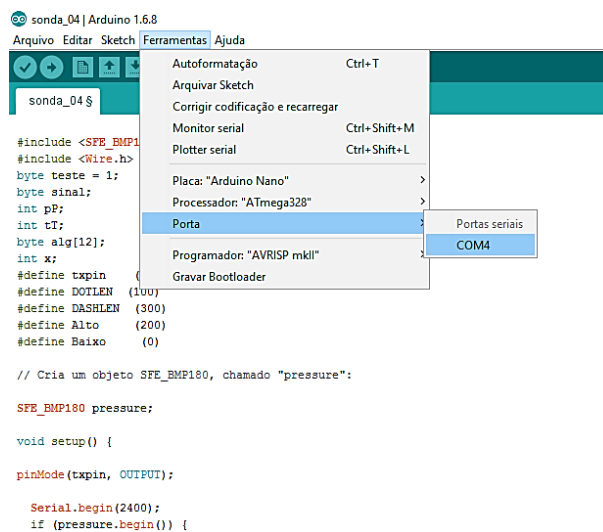 sonda_04 | Arduino 1.6.8
Arquivo Editar Sketch Ferramentas Ajuda
sonda_04 §
Autoformatação Ctrl+T
Arquivar Sketch
Corrigir codificação e recarregar
Monitor serial Ctrl+Shift+M
Plotter serial Ctrl+Shift+L
Placa: "Arduino Nano"
Processador: "ATmega328"
Porta
Programador: "AVRISP mkII"
Gravar Bootloader
Portas seriais
COM4
#include <SFE_BMP1
#include <Wire.h>
byte teste = 1;
byte sinal;
int pP;
int tT;
byte alg[12];
int x;
#define txpin (
#define DOTLEN (100)
#define DASHLEN (300)
#define Alto (200)
#define Baixo (0)
// Cria um objeto SFE_BMP180, chamado "pressure":
SFE_BMP180 pressure;
void setup() {
pinMode(txpin, OUTPUT);
Serial.begin(2400);
if (pressure.begin()) {